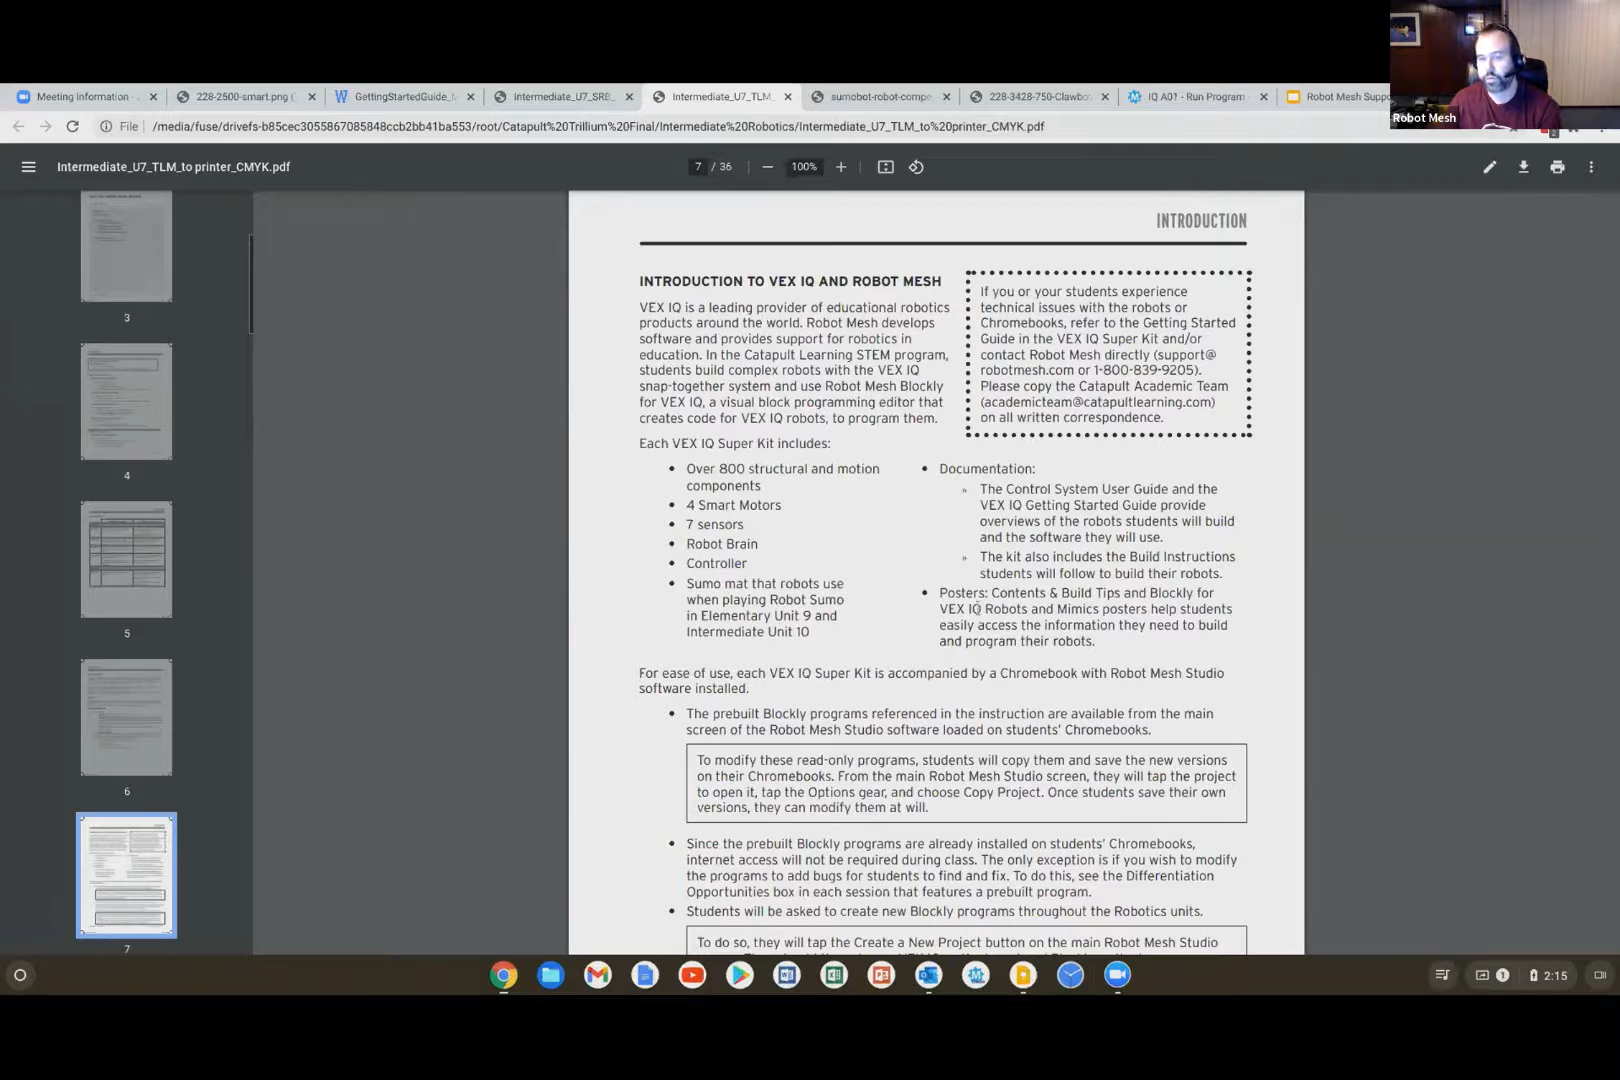 Robot Mesh
Meeting Information -
228-2500-smart.png (
GettingStartedGuide_
Intermediate_U7_SRB_
Intermediate_U7_TLM_
sumobot-robot-compe
228-3428-750-Clawbot
IQ A01 - Run Program
Robot Mesh Suppo
File
/media/fuse/drivefs-b85cec3055867085848ccb2bb41ba553/root/Catapult%20Trillium%20Final/Intermediate%20Robotics/Intermediate_U7_TLM_to%20printer_CMYK.pdf
Intermediate_U7_TLM_to printer_CMYK.pdf
7 / 36
100%
3
4
5
6
7
INTRODUCTION
INTRODUCTION TO VEX IQ AND ROBOT MESH
VEX IQ is a leading provider of educational robotics
products around the world. Robot Mesh develops
software and provides support for robotics in
education. In the Catapult Learning STEM program,
students build complex robots with the VEX IQ
snap-together system and use Robot Mesh Blockly
for VEX IQ, a visual block programming editor that
creates code for VEX IQ robots, to program them.
If you or your students experience
technical issues with the robots or
Chromebooks, refer to the Getting Started
Guide in the VEX IQ Super Kit and/or
contact Robot Mesh directly (support@
robotmesh.com or 1-800-839-9205).
Please copy the Catapult Academic Team
(academicteam@catapultlearning.com)
on all written correspondence.
Each VEX IQ Super Kit includes:
• Over 800 structural and motion
components
• 4 Smart Motors
• 7 sensors
• Robot Brain
• Controller
• Sumo mat that robots use
when playing Robot Sumo
in Elementary Unit 9 and
Intermediate Unit 10
• Documentation:
» The Control System User Guide and the
VEX IQ Getting Started Guide provide
overviews of the robots students will build
and the software they will use.
» The kit also includes the Build Instructions
students will follow to build their robots.
• Posters: Contents & Build Tips and Blockly for
VEX IQ Robots and Mimics posters help students
easily access the information they need to build
and program their robots.
For ease of use, each VEX IQ Super Kit is accompanied by a Chromebook with Robot Mesh Studio
software installed.
• The prebuilt Blockly programs referenced in the instruction are available from the main
screen of the Robot Mesh Studio software loaded on students' Chromebooks.
To modify these read-only programs, students will copy them and save the new versions
on their Chromebooks. From the main Robot Mesh Studio screen, they will tap the project
to open it, tap the Options gear, and choose Copy Project. Once students save their own
versions, they can modify them at will.
• Since the prebuilt Blockly programs are already installed on students' Chromebooks,
internet access will not be required during class. The only exception is if you wish to modify
the programs to add bugs for students to find and fix. To do this, see the Differentiation
Opportunities box in each session that features a prebuilt program.
• Students will be asked to create new Blockly programs throughout the Robotics units.
To do so, they will tap the Create a New Project button on the main Robot Mesh Studio
1
2:15